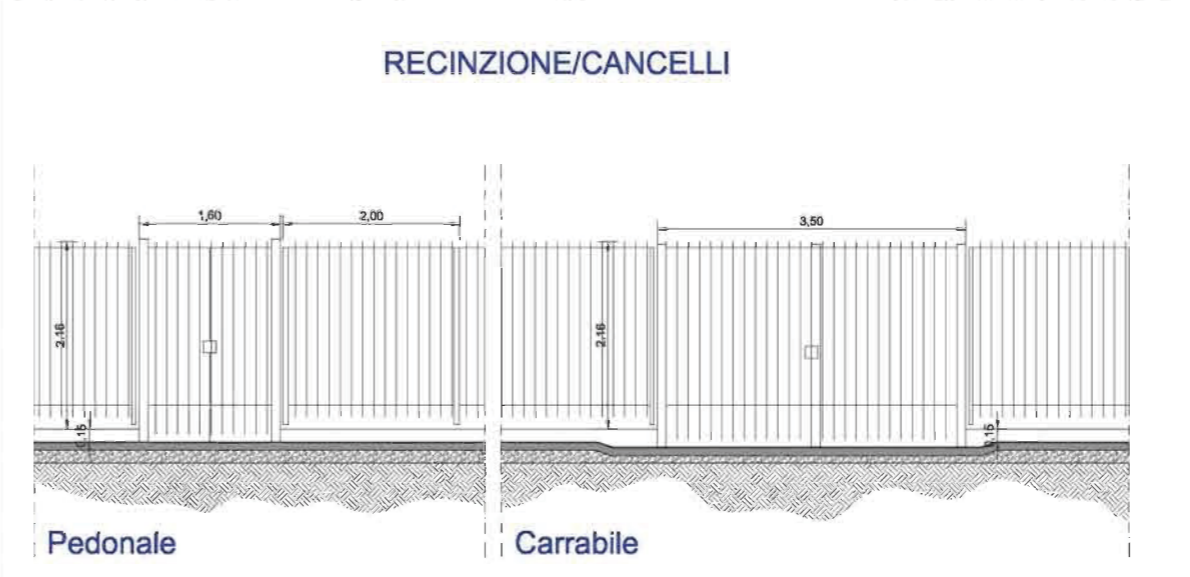 RECINZIONE/CANCELLI
1,60
2,00
3,50
2.16
2.16
0.15
0.15
Pedonale
Carrabile